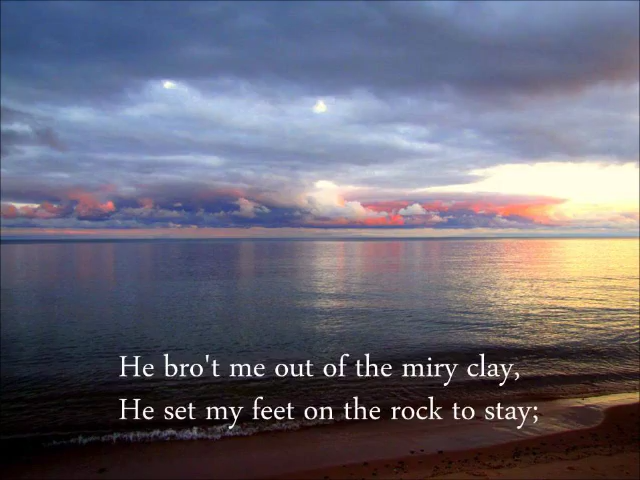 He bro't me out of the miry clay,
He set my feet on the rock to stay;